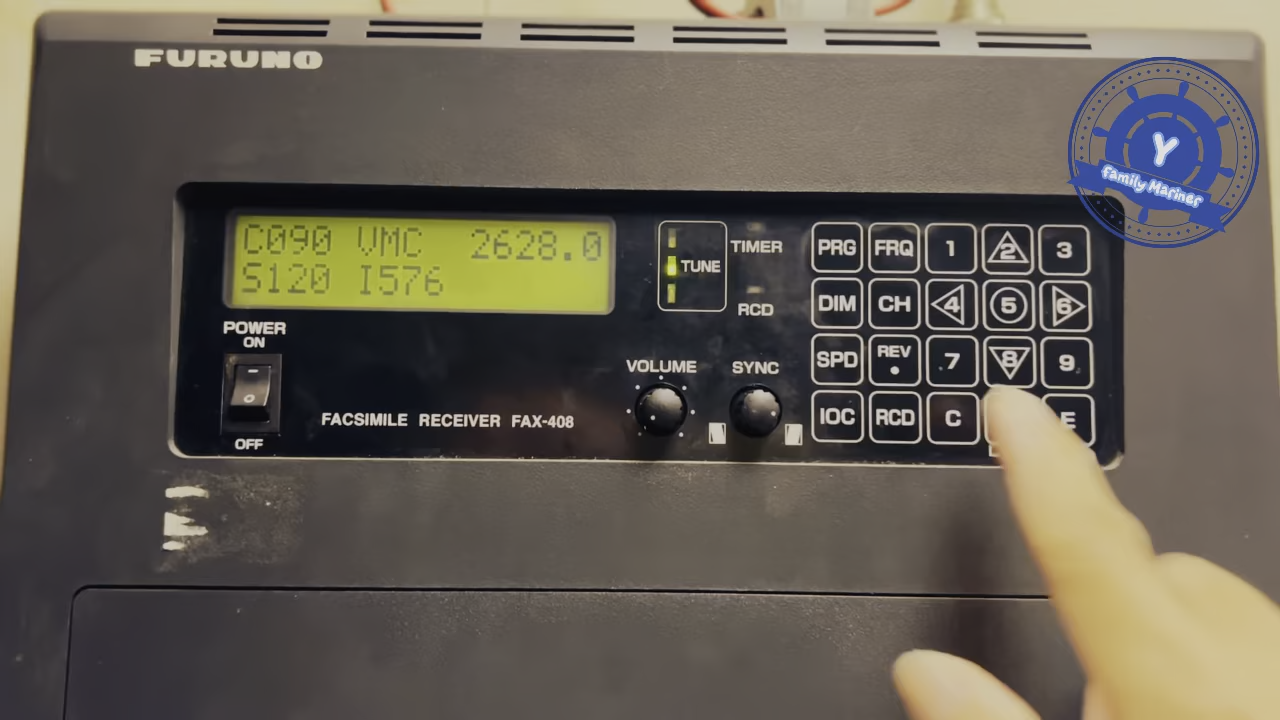 FURUNO
Y
family Mariner
C090 VMC 2628.0
S120 I576
TUNE
TIMER
RCD
POWER
ON
OFF
FACSIMILE RECEIVER FAX-408
VOLUME
SYNC
PRG FRQ 1 2 3
DIM CH 4 5 6
SPD REV 7 8 9
IOC RCD C E